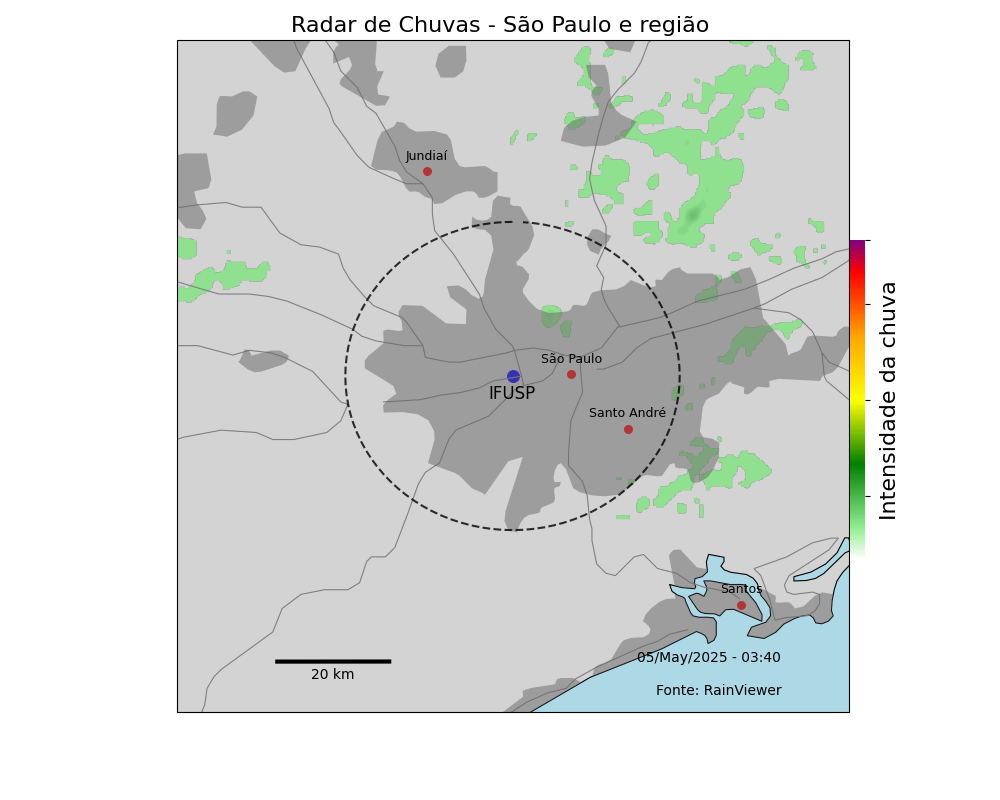 Radar de Chuvas - São Paulo e região
Jundiaí
São Paulo
IFUSP
Santo André
Intensidade da chuva
Santos
05/May/2025 - 03:40
20 km
Fonte: RainViewer